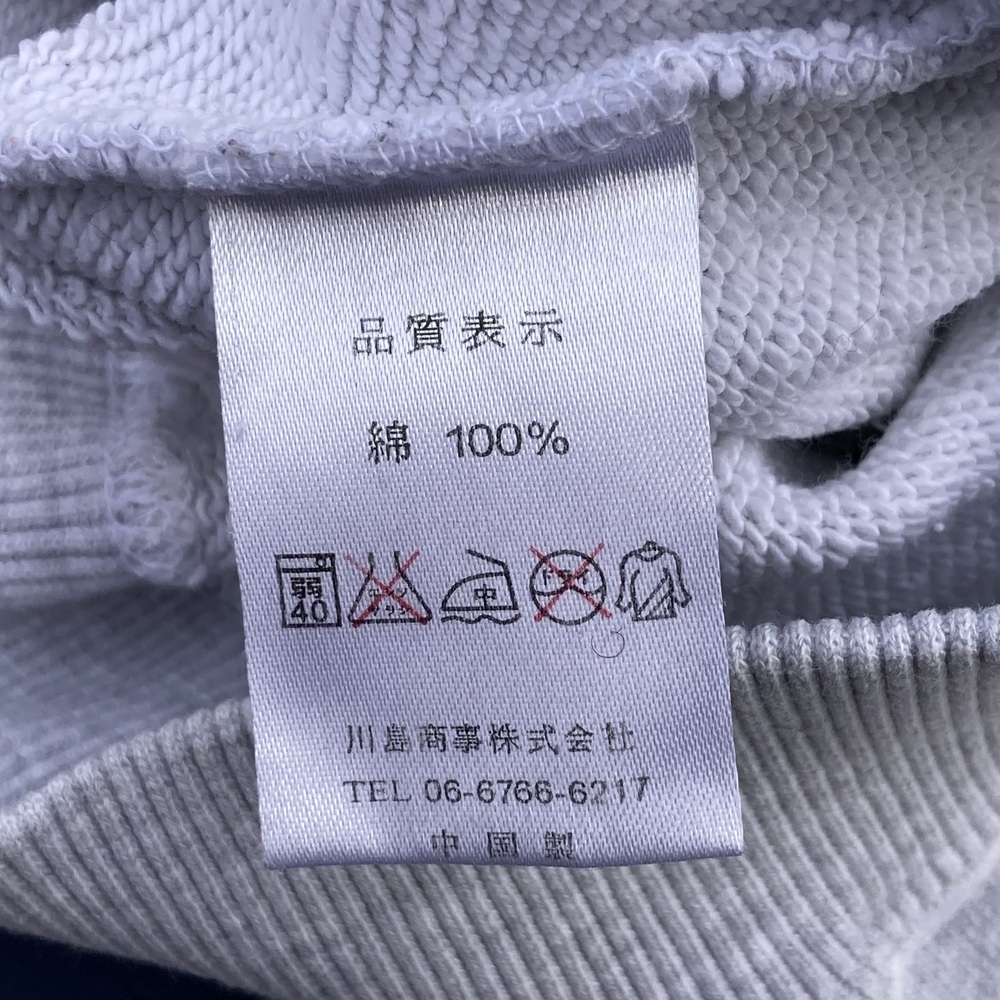 品質表示
綿 100%
弱 40 中
川島商事株式会社
TEL 06-6766-6217
中国製